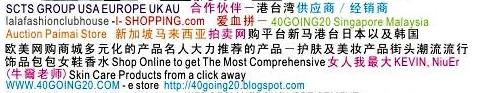 SCTS GROUP USA EUROPE UK AU 合作伙伴一港台湾供应商 / 经销商
lalafashionclubhouse -I- SHOPPING.com 爱血拼一 40GOING20 Singapore Malaysia
Auction Paimai Store 新加坡马来西亚拍卖网购平台新马港台日本以及韩国
欧美网购商城多元化的产品名人大力推荐的产品一护肤及美妆产品街头潮流流行
饰品包包女鞋香水 Shop Online to get The Most Comprehensive 女人我最大 KEVIN, NiuEr
(牛爾老师) Skin Care Products from a click away
WWW.40GOING20.COM - e store http://40going20.blogspot.com